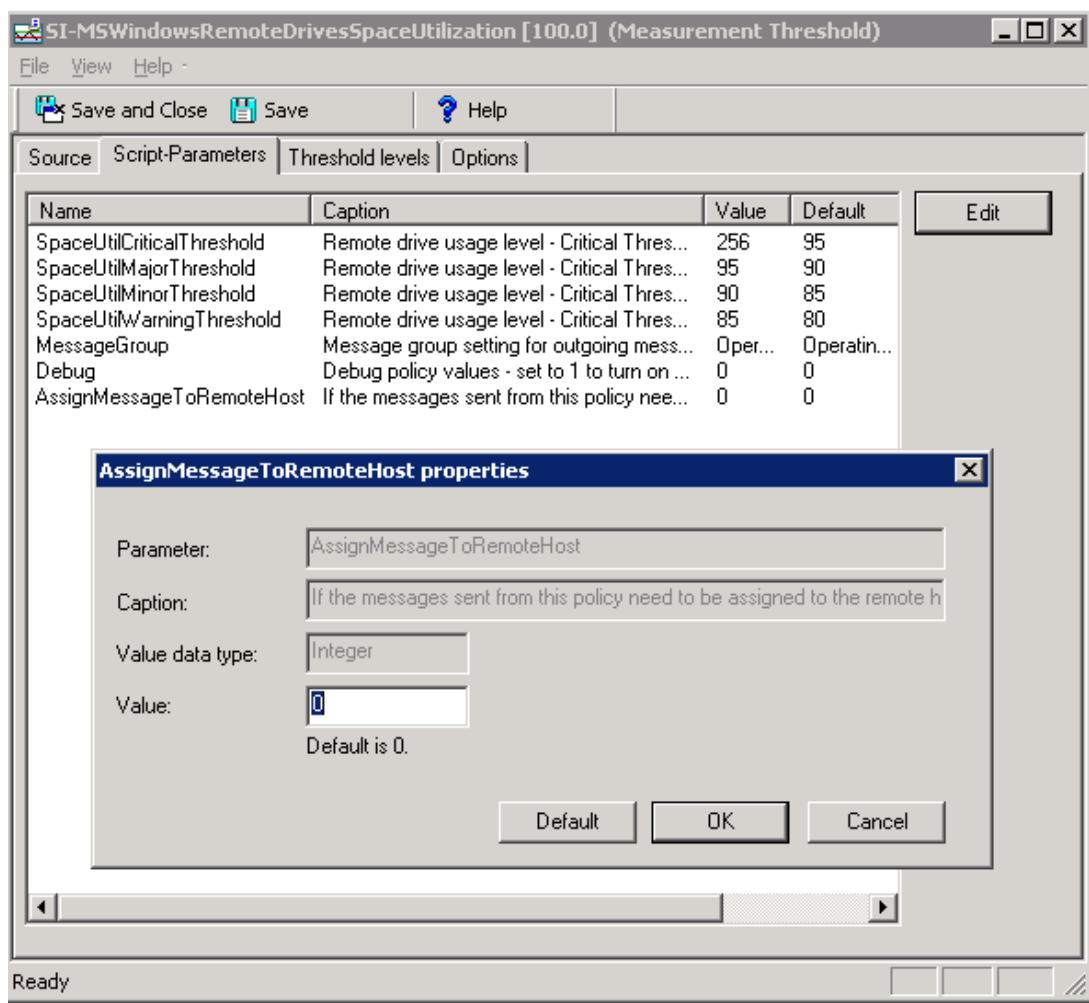 SI-MSWindowsRemoteDrivesSpaceUtilization [100.0] (Measurement Threshold)
File View Help
Save and Close Save Help
Source Script-Parameters Threshold levels Options
Name Caption Value Default Edit
SpaceUtilCriticalThreshold Remote drive usage level - Critical Thres... 256 95
SpaceUtilMajorThreshold Remote drive usage level - Critical Thres... 95 90
SpaceUtilMinorThreshold Remote drive usage level - Critical Thres... 90 85
SpaceUtilWarningThreshold Remote drive usage level - Critical Thres... 85 80
MessageGroup Message group setting for outgoing mess... Oper... Operatin...
Debug Debug policy values - set to 1 to turn on ... 0 0
AssignMessageToRemoteHost If the messages sent from this policy nee... 0 0
AssignMessageToRemoteHost properties
Parameter: AssignMessageToRemoteHost
Caption: If the messages sent from this policy need to be assigned to the remote h
Value data type: Integer
Value: 0
Default is 0.
Default OK Cancel
Ready